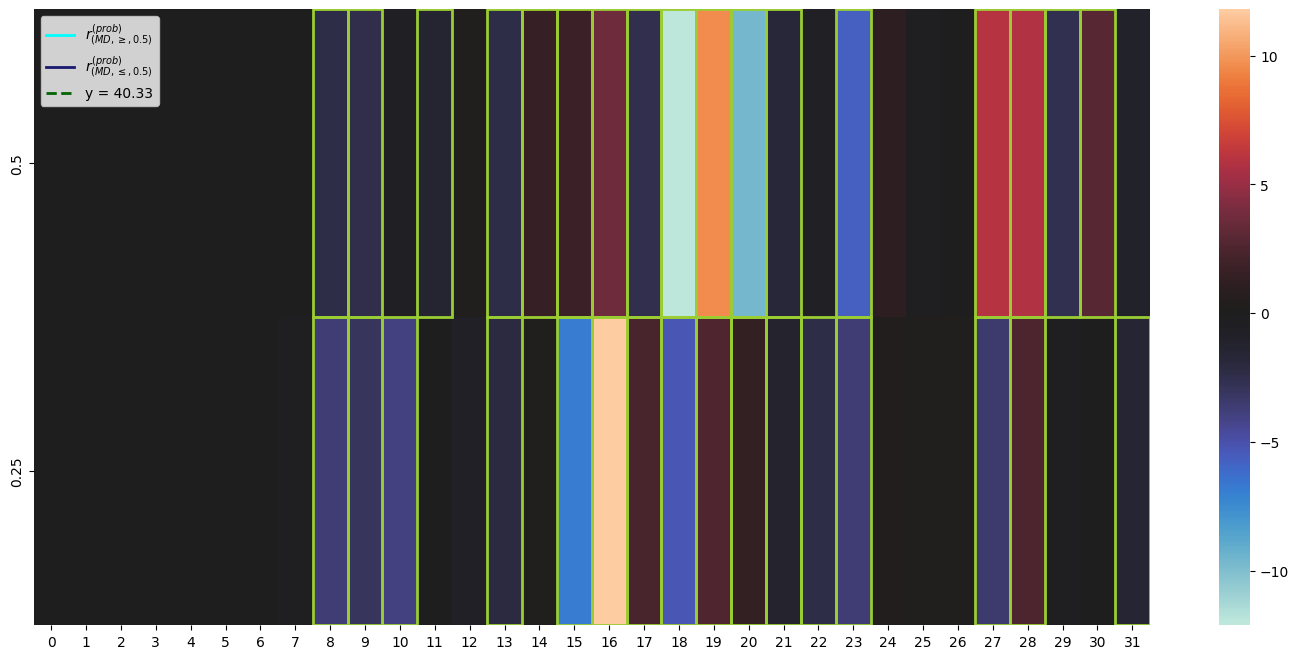 r^{(prob)}_{(MD, ≥, 0.5)}
r^{(prob)}_{(MD, ≤, 0.5)}
y = 40.33
0.5
0.25
0 1 2 3 4 5 6 7 8 9 10 11 12 13 14 15 16 17 18 19 20 21 22 23 24 25 26 27 28 29 30 31
10
5
0
−5
−10